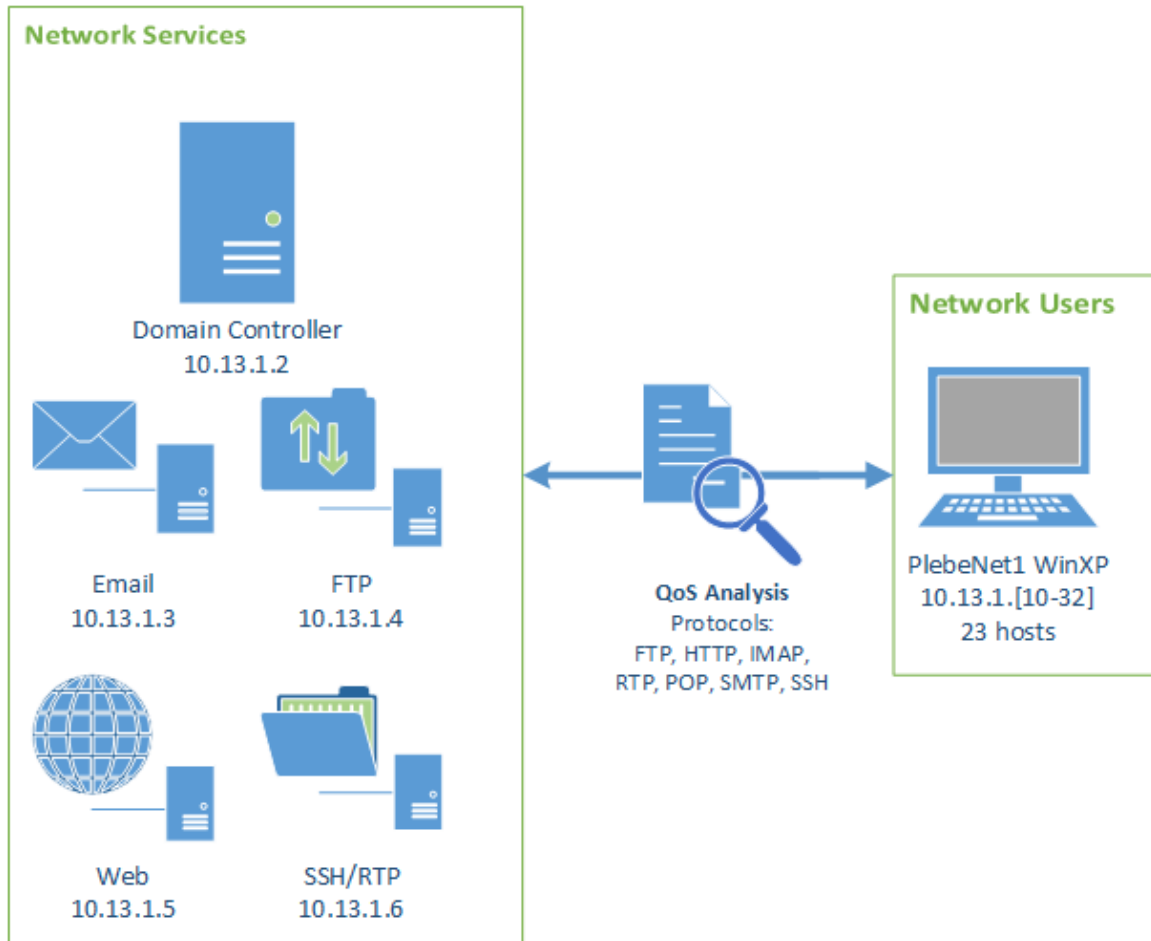 Network Services
Domain Controller
10.13.1.2
Email
10.13.1.3
FTP
10.13.1.4
Web
10.13.1.5
SSH/RTP
10.13.1.6
QoS Analysis
Protocols:
FTP, HTTP, IMAP,
RTP, POP, SMTP, SSH
Network Users
PlebeNet1 WinXP
10.13.1.[10-32]
23 hosts